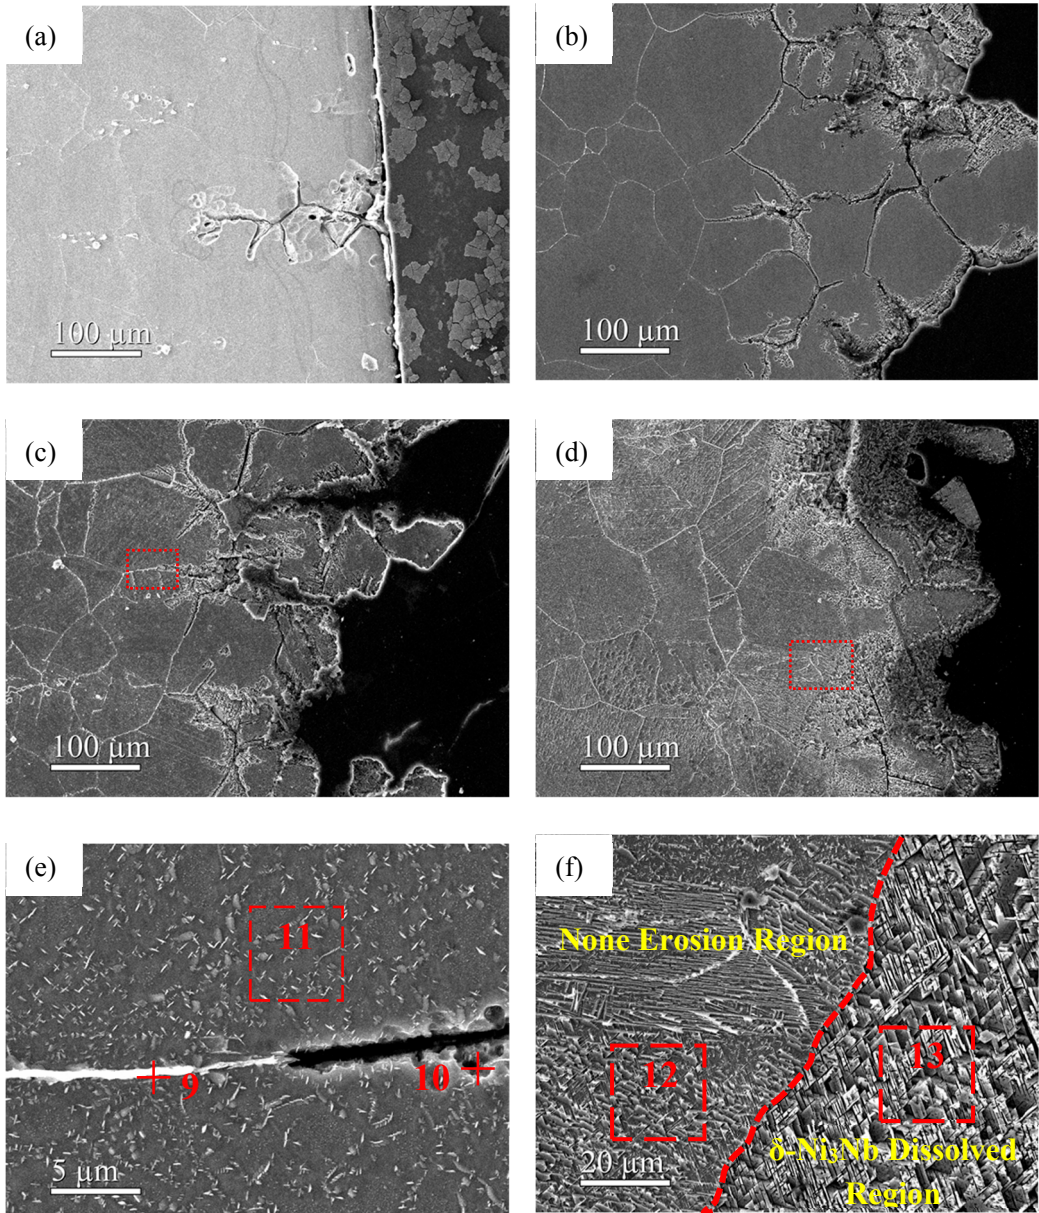 (a)
100 µm
(b)
100 µm
(c)
100 µm
(d)
100 µm
(e)
11
9
10
5 µm
(f)
None Erosion Region
12
13
20 µm
δ-Ni₃Nb Dissolved
Region